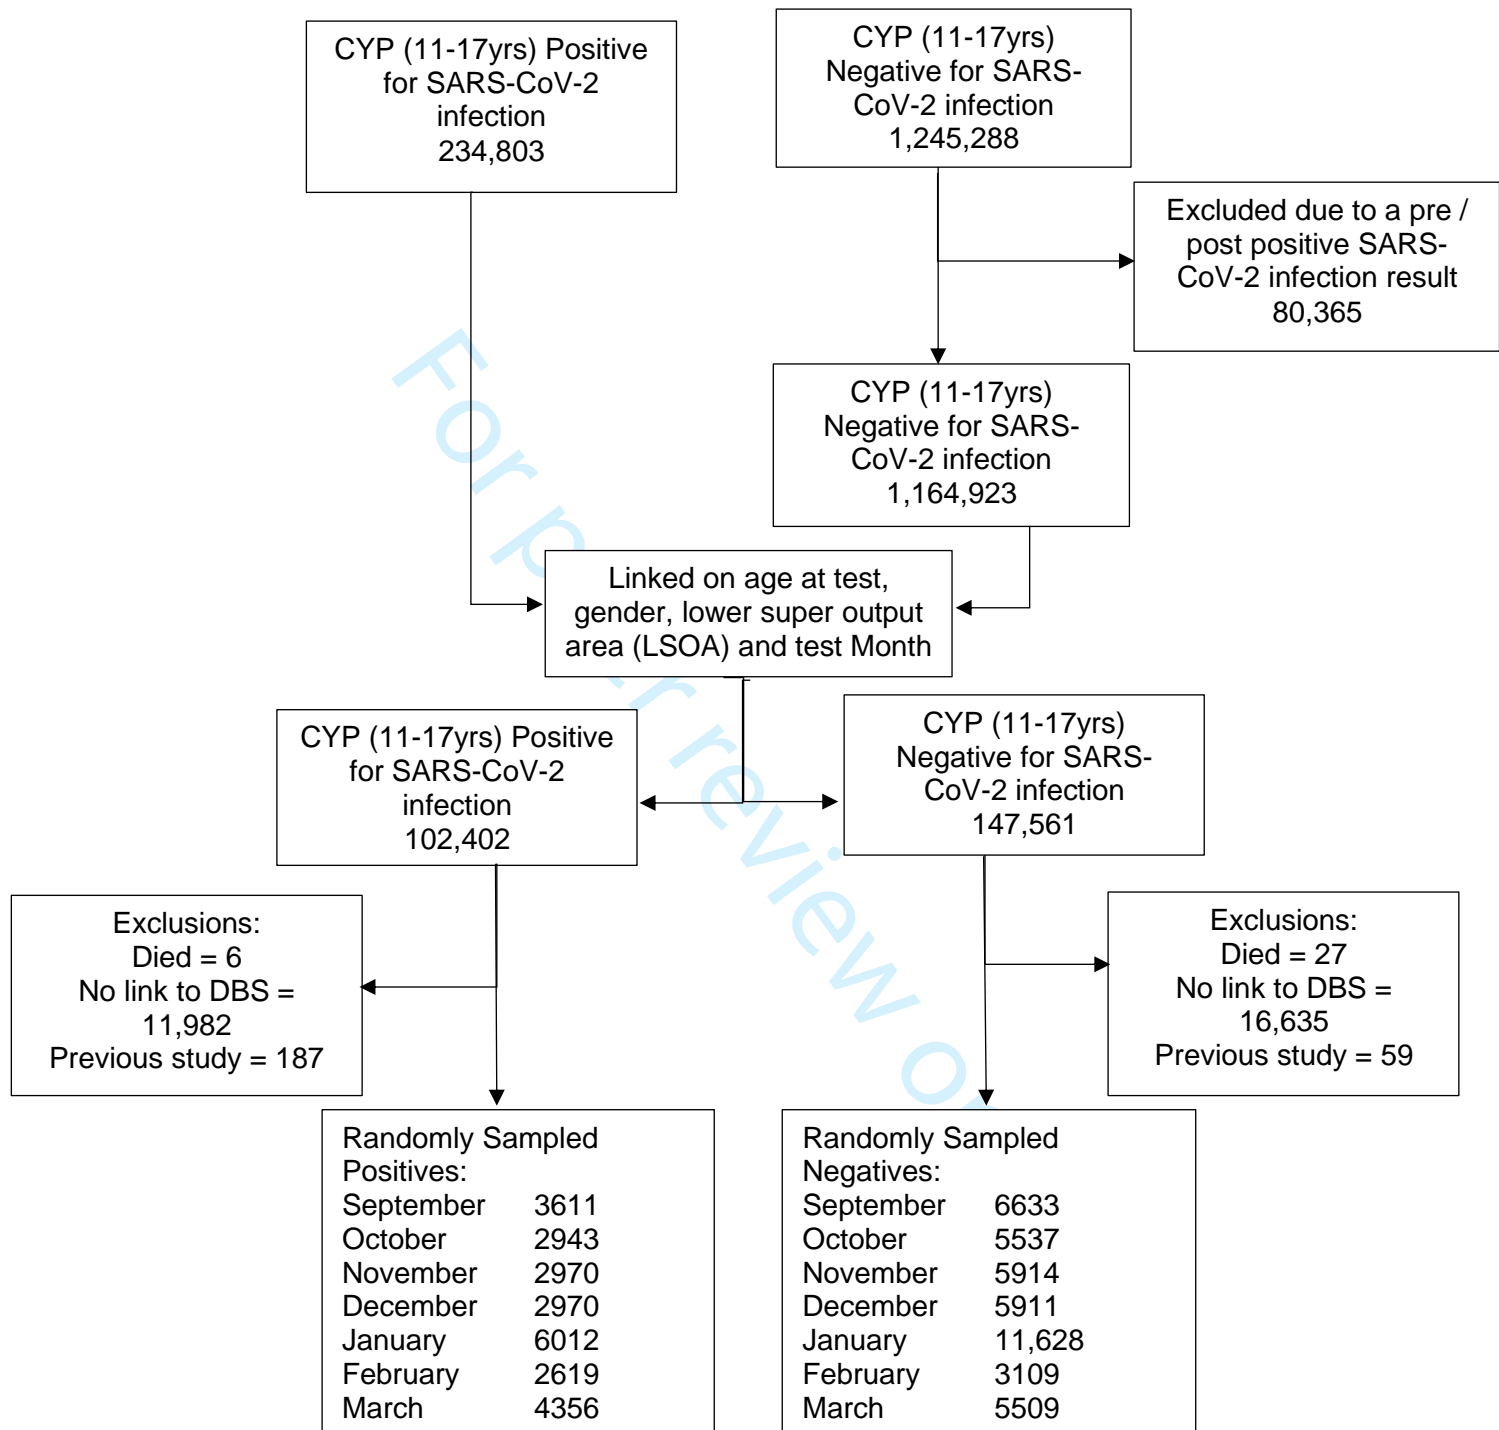 CYP (11-17yrs) Positive
for SARS-CoV-2
infection
234,803
CYP (11-17yrs)
Negative for SARS-
CoV-2 infection
1,245,288
Excluded due to a pre /
post positive SARS-
CoV-2 infection result
80,365
CYP (11-17yrs)
Negative for SARS-
CoV-2 infection
1,164,923
Linked on age at test,
gender, lower super output
area (LSOA) and test Month
CYP (11-17yrs) Positive
for SARS-CoV-2
infection
102,402
CYP (11-17yrs)
Negative for SARS-
CoV-2 infection
147,561
Exclusions:
Died = 6
No link to DBS =
11,982
Previous study = 187
Exclusions:
Died = 27
No link to DBS =
16,635
Previous study = 59
Randomly Sampled
Positives:
September 3611
October 2943
November 2970
December 2970
January 6012
February 2619
March 4356
Randomly Sampled
Negatives:
September 6633
October 5537
November 5914
December 5911
January 11,628
February 3109
March 5509
For review